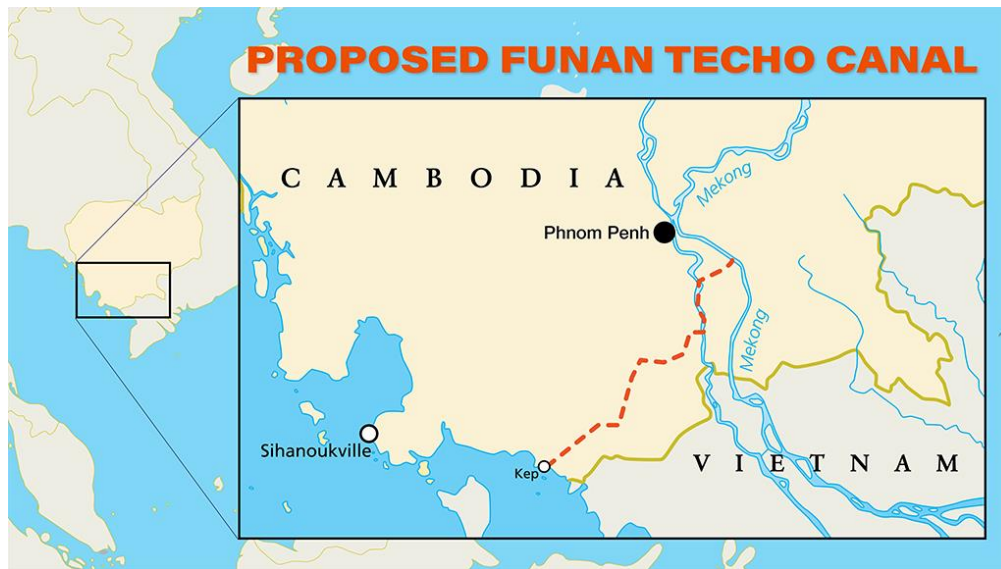 PROPOSED FUNAN TECHO CANAL
CAMBODIA
Mekong
Phnom Penh
Mekong
Sihanoukville
Kep
VIETNAM